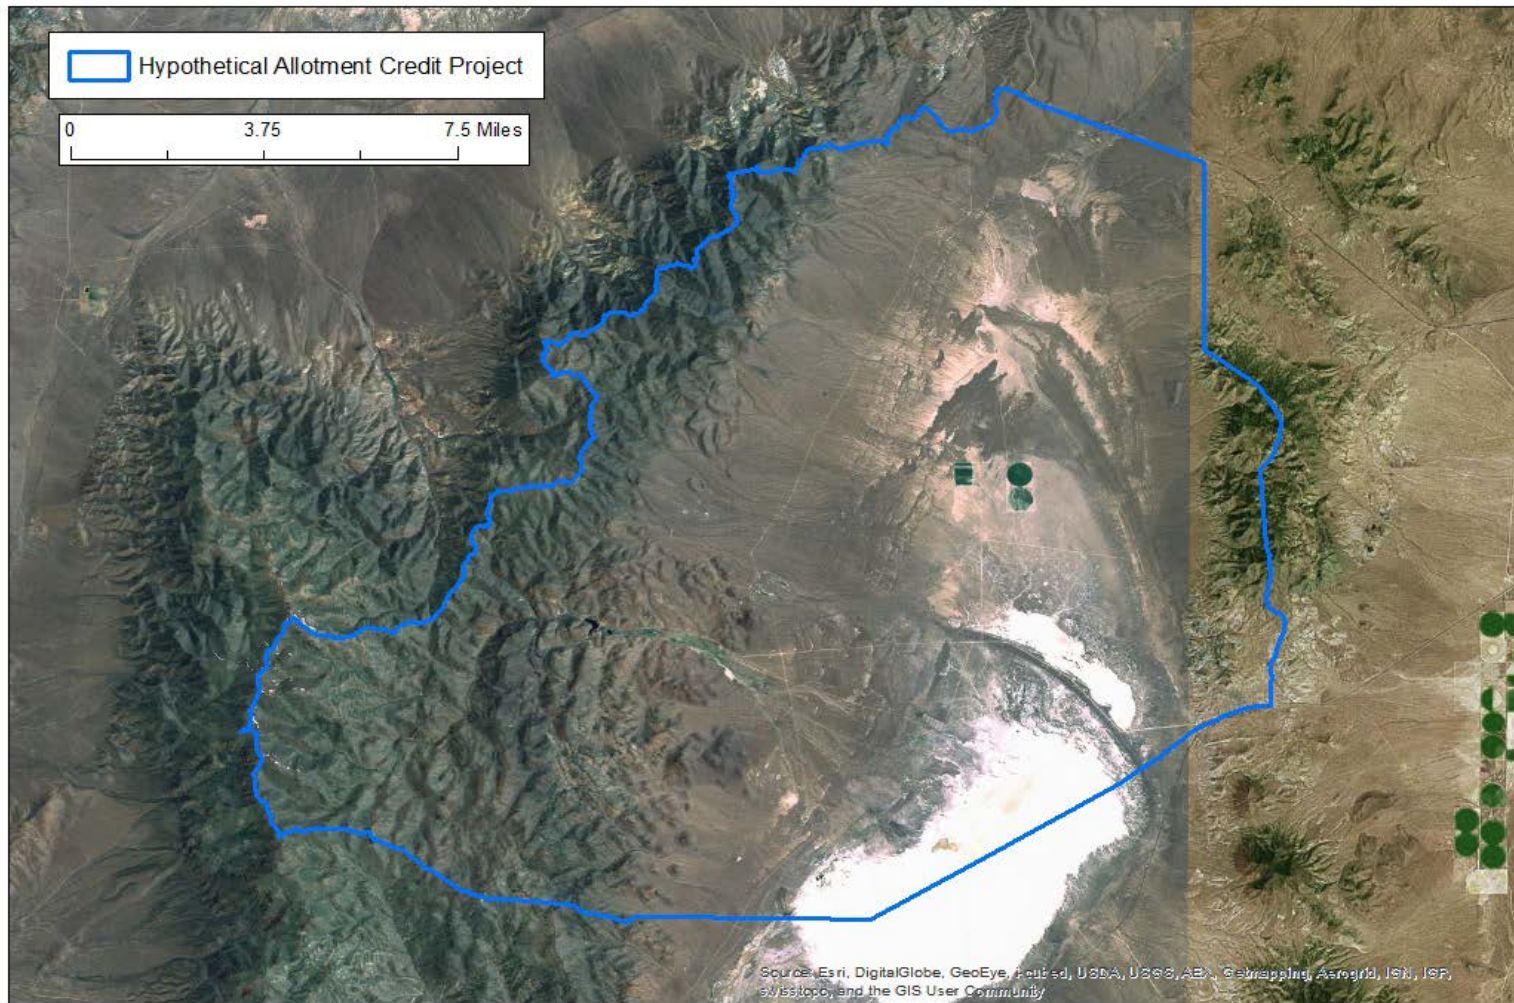 Hypothetical Allotment Credit Project
0 3.75 7.5 Miles
Source: Esri, DigitalGlobe, GeoEye, i-cubed, USDA, USGS, AEX, Getmapping, Aerogrid, IGN, IGP,
swisstopo, and the GIS User Community